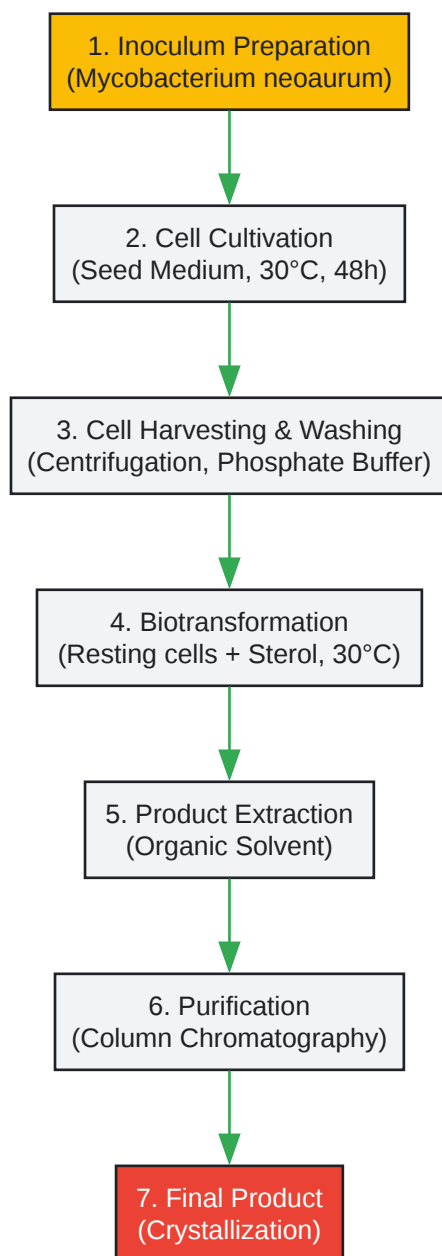 1. Inoculum Preparation
(Mycobacterium neoaurum)
2. Cell Cultivation
(Seed Medium, 30°C, 48h)
3. Cell Harvesting & Washing
(Centrifugation, Phosphate Buffer)
4. Biotransformation
(Resting cells + Sterol, 30°C)
5. Product Extraction
(Organic Solvent)
6. Purification
(Column Chromatography)
7. Final Product
(Crystallization)